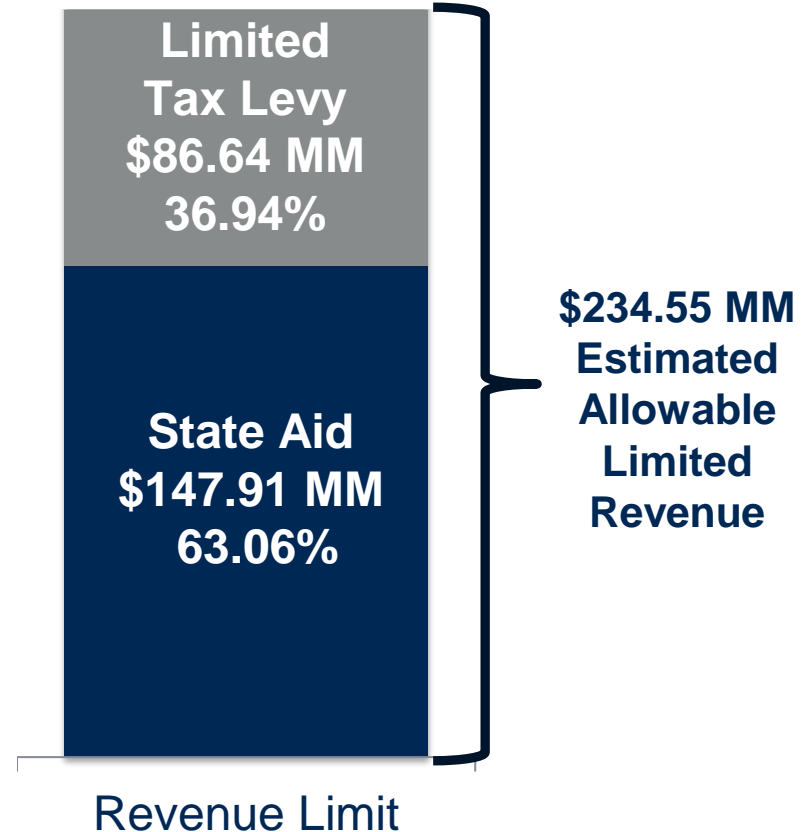 Limited
Tax Levy
$86.64 MM
36.94%
State Aid
$147.91 MM
63.06%
$234.55 MM
Estimated
Allowable
Limited
Revenue
Revenue Limit